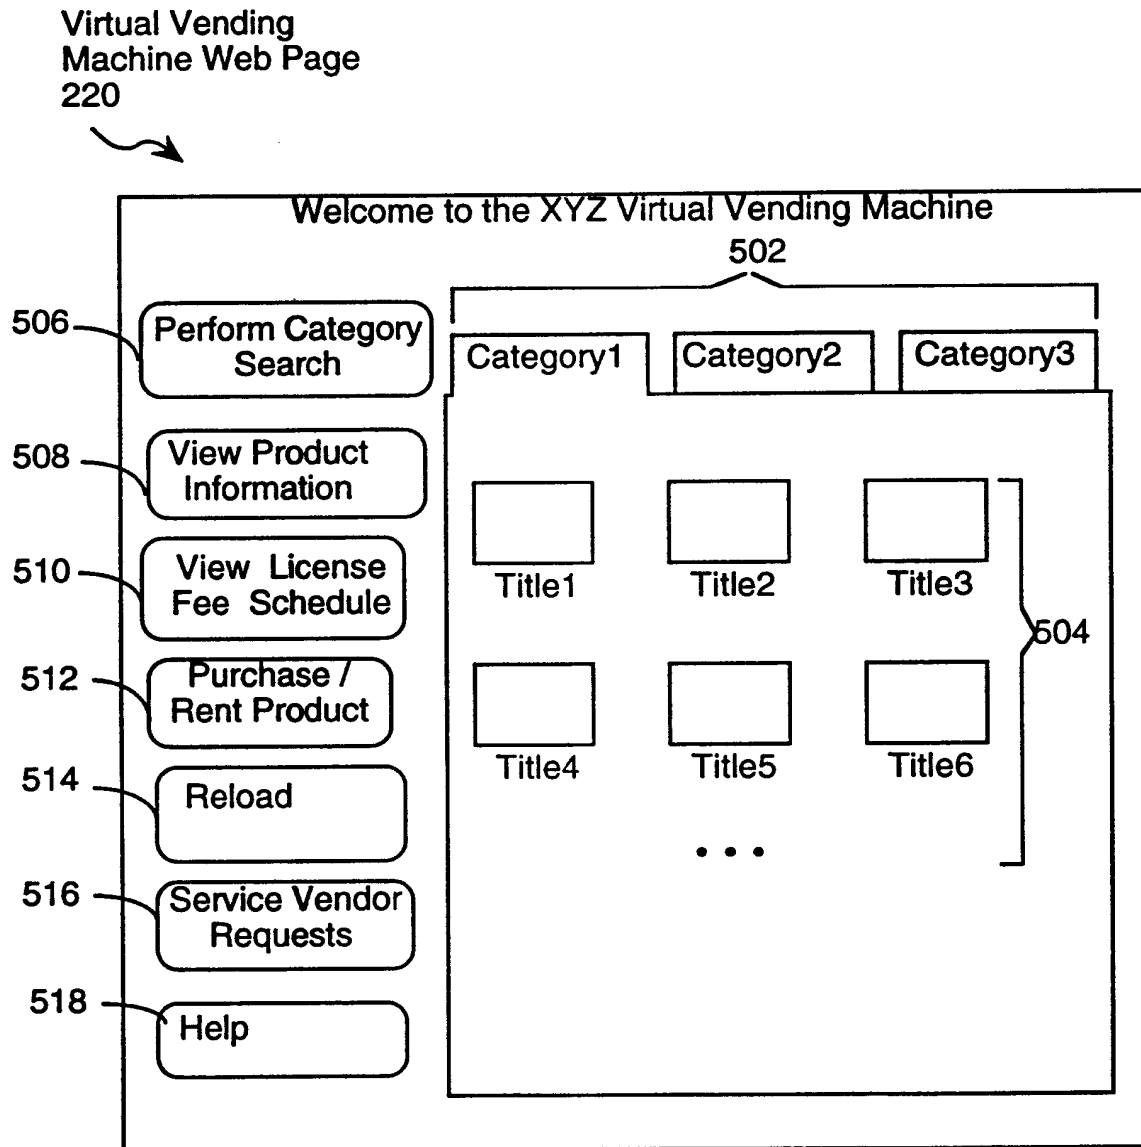 Virtual Vending
Machine Web Page
220
Welcome to the XYZ Virtual Vending Machine
502
506
Perform Category
Search
Category1
Category2
Category3
508
View Product
Information
510
View License
Fee Schedule
512
Purchase /
Rent Product
514
Reload
516
Service Vendor
Requests
518
Help
Title1
Title2
Title3
504
Title4
Title5
Title6
...